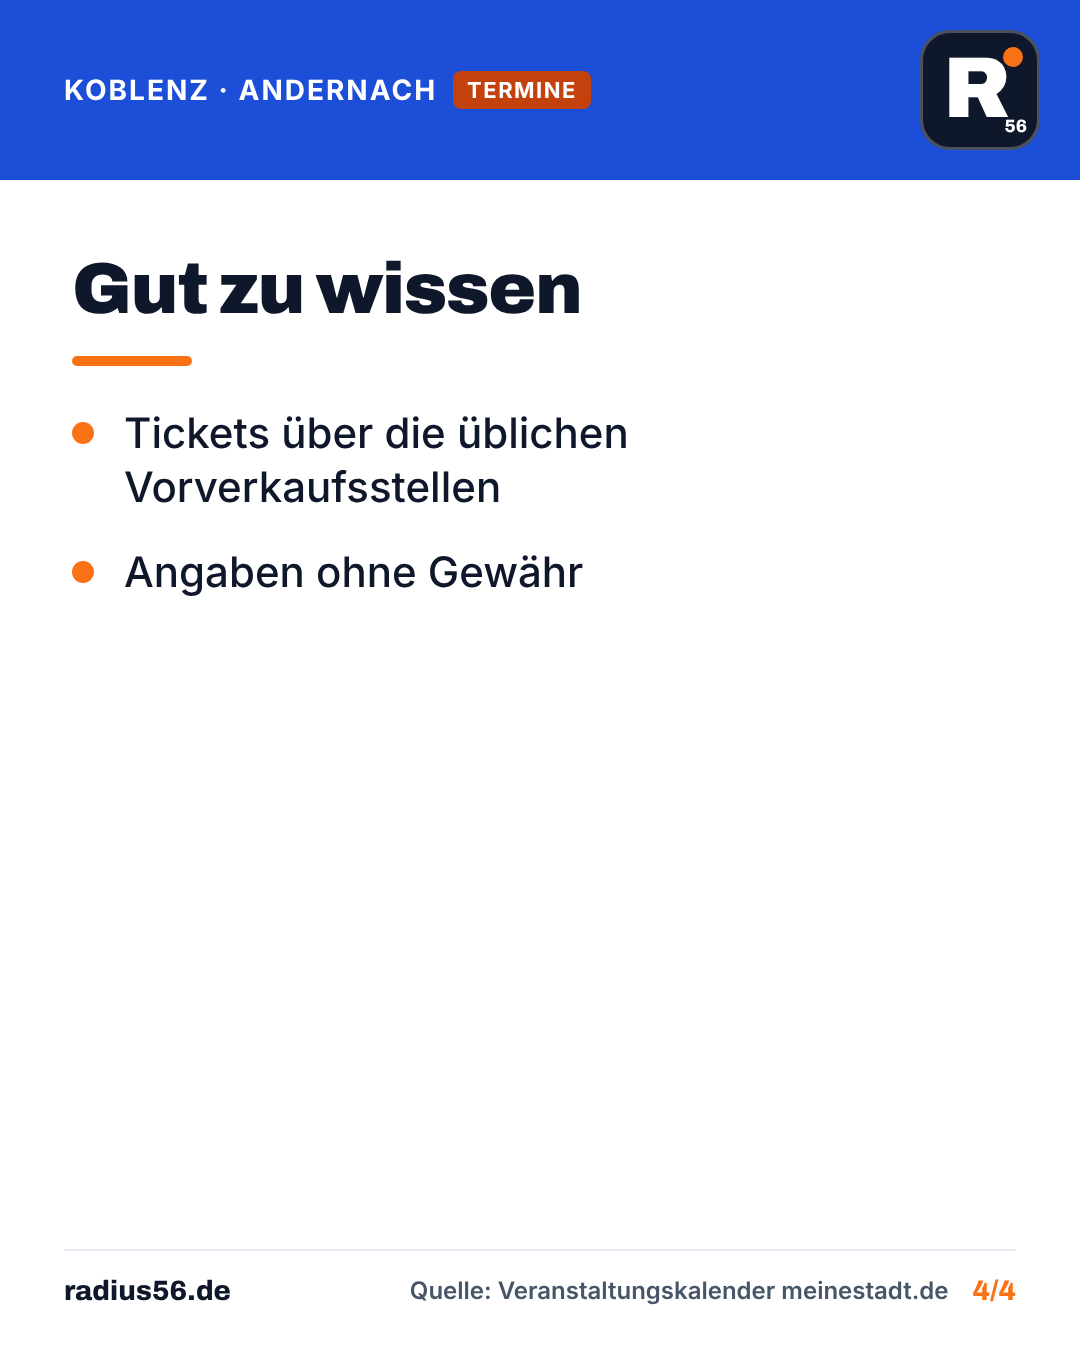 KOBLENZ · ANDERNACH TERMINE
R
56
Gut zu wissen
Tickets über die üblichen
Vorverkaufsstellen
Angaben ohne Gewähr
radius56.de Quelle: Veranstaltungskalender meinestadt.de 4/4